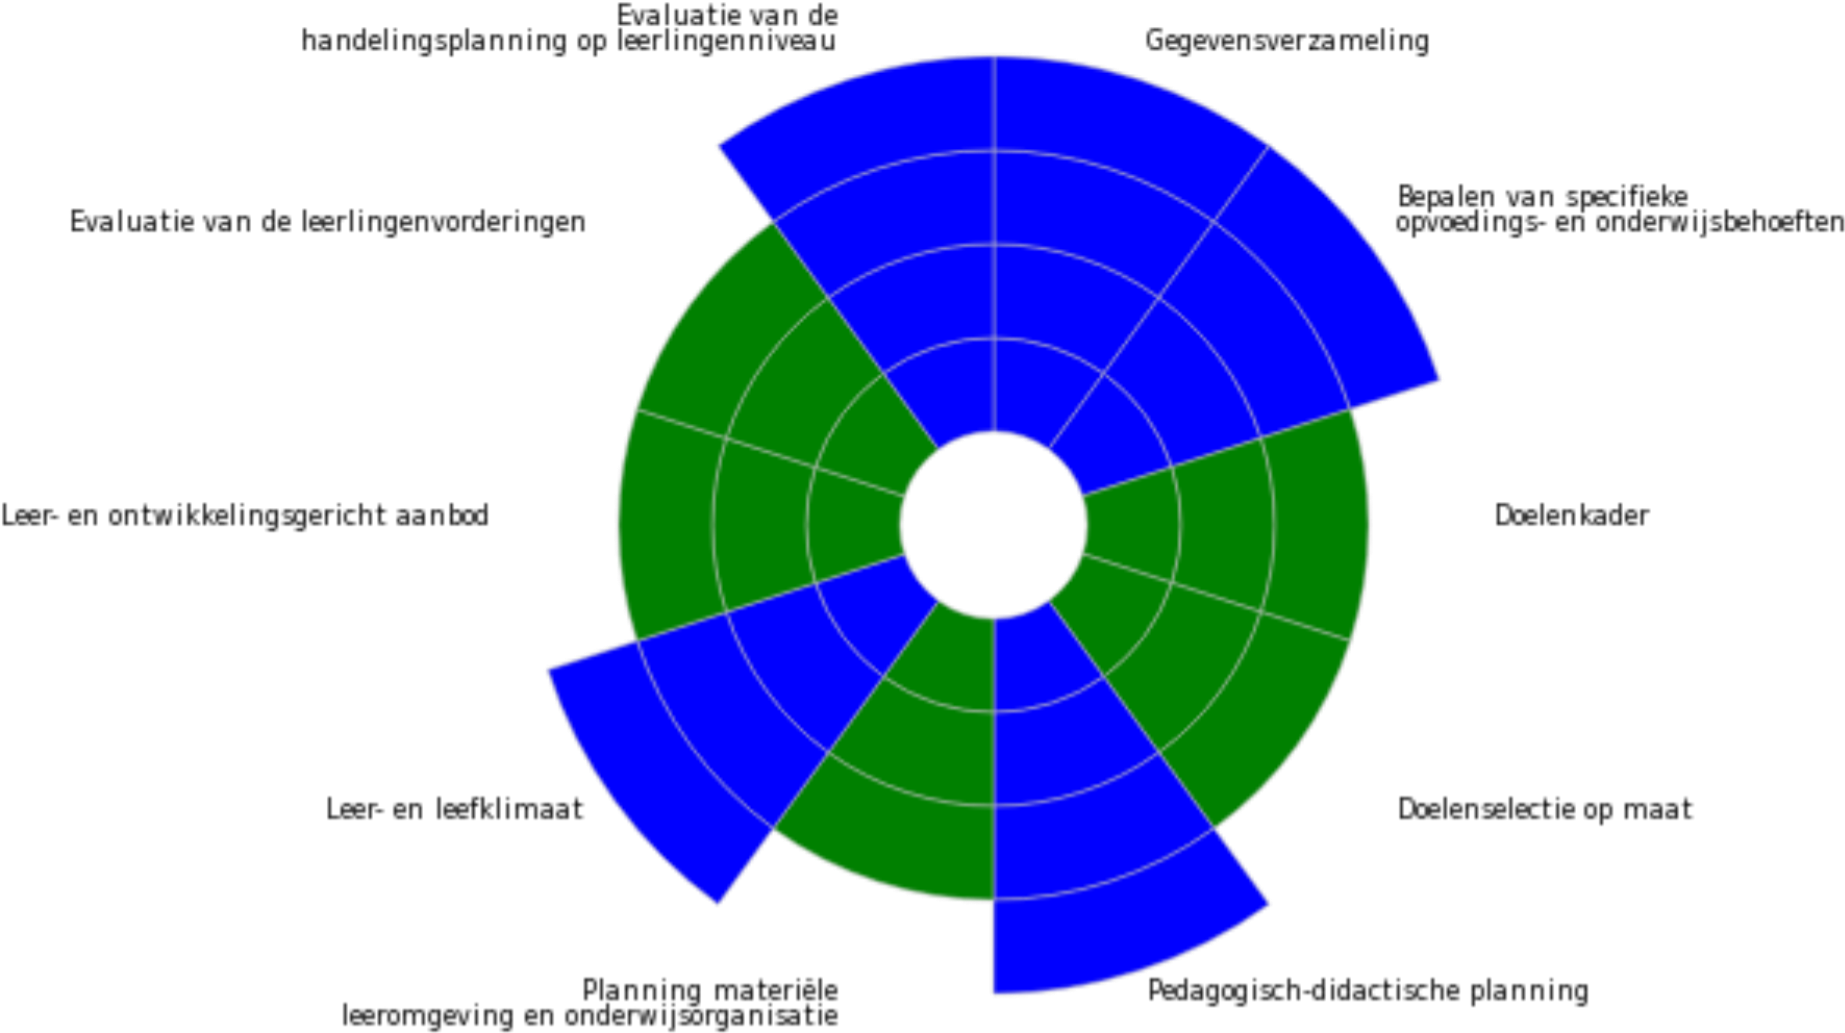 Evaluatie van de
handelingsplanning op leerlingenniveau
Gegevensverzameling
Bepalen van specifieke
opvoedings- en onderwijsbehoeften
Evaluatie van de leerlingenvorderingen
Leer- en ontwikkelingsgericht aanbod
Doelenkader
Leer- en leefklimaat
Doelenselectie op maat
Planning materiële
leeromgeving en onderwijsorganisatie
Pedagogisch-didactische planning